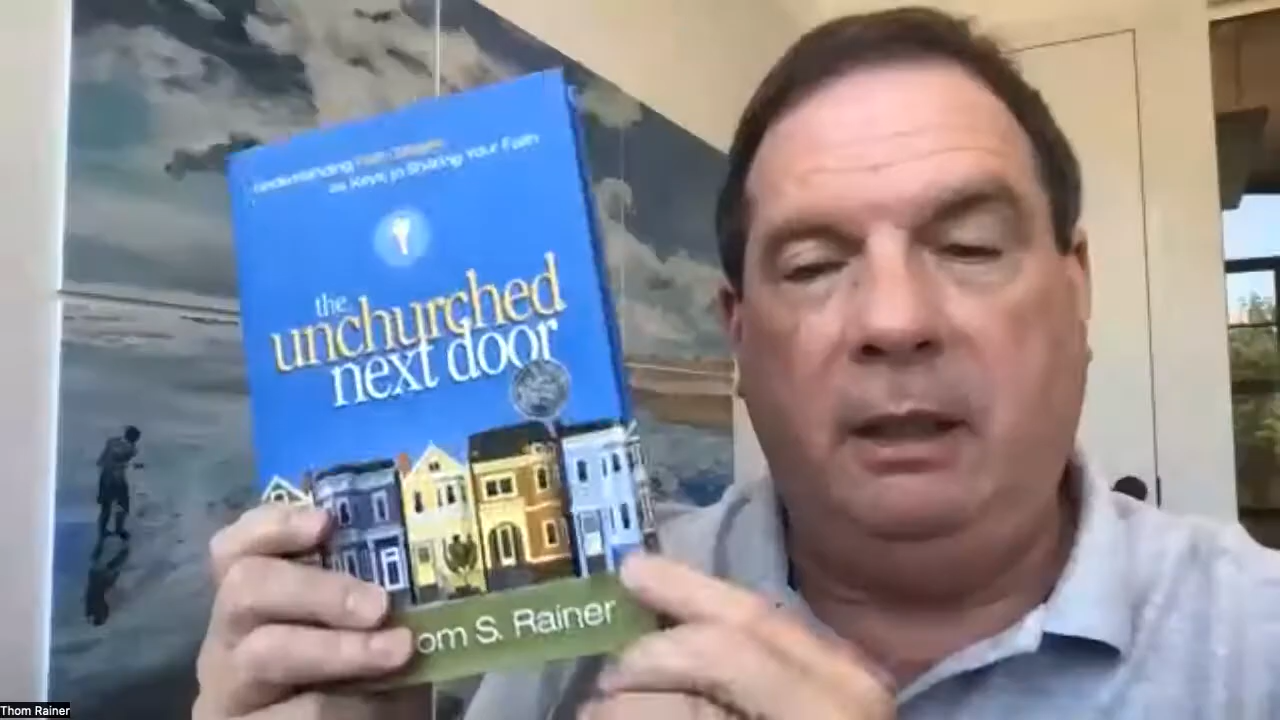 understanding Faith Stages
as Keys to Sharing Your Faith
the
unchurched
next door
om S. Rainer
Thom Rainer